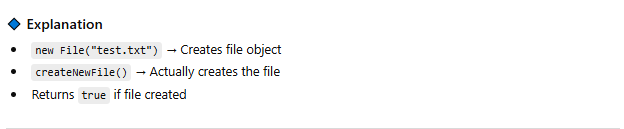 Explanation
new File("test.txt") → Creates file object
createNewFile() → Actually creates the file
Returns true if file created